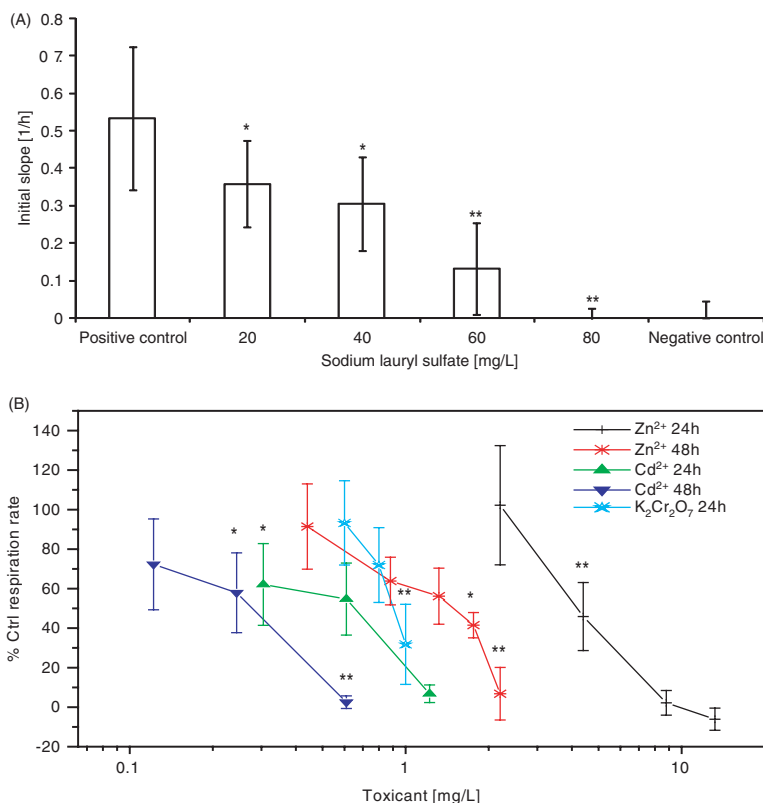 (A)
0.8
0 7.
0.6
0.5
0.4
0.3
0.2
0.1
0
Initial slope [1/h]
*
*
**
**
Positive control 20 40 60 80 Negative control
Sodium lauryl sulfate [mg/L]
(B)
140
120
100
80
60
40
20
0
-20
% Ctrl respiration rate
Zn²⁺ 24h
Zn²⁺ 48h
Cd²⁺ 24h
Cd²⁺ 48h
K₂Cr₂O₇ 24h
* *
**
**
**
*
**
0.1 1 10
Toxicant [mg/L]